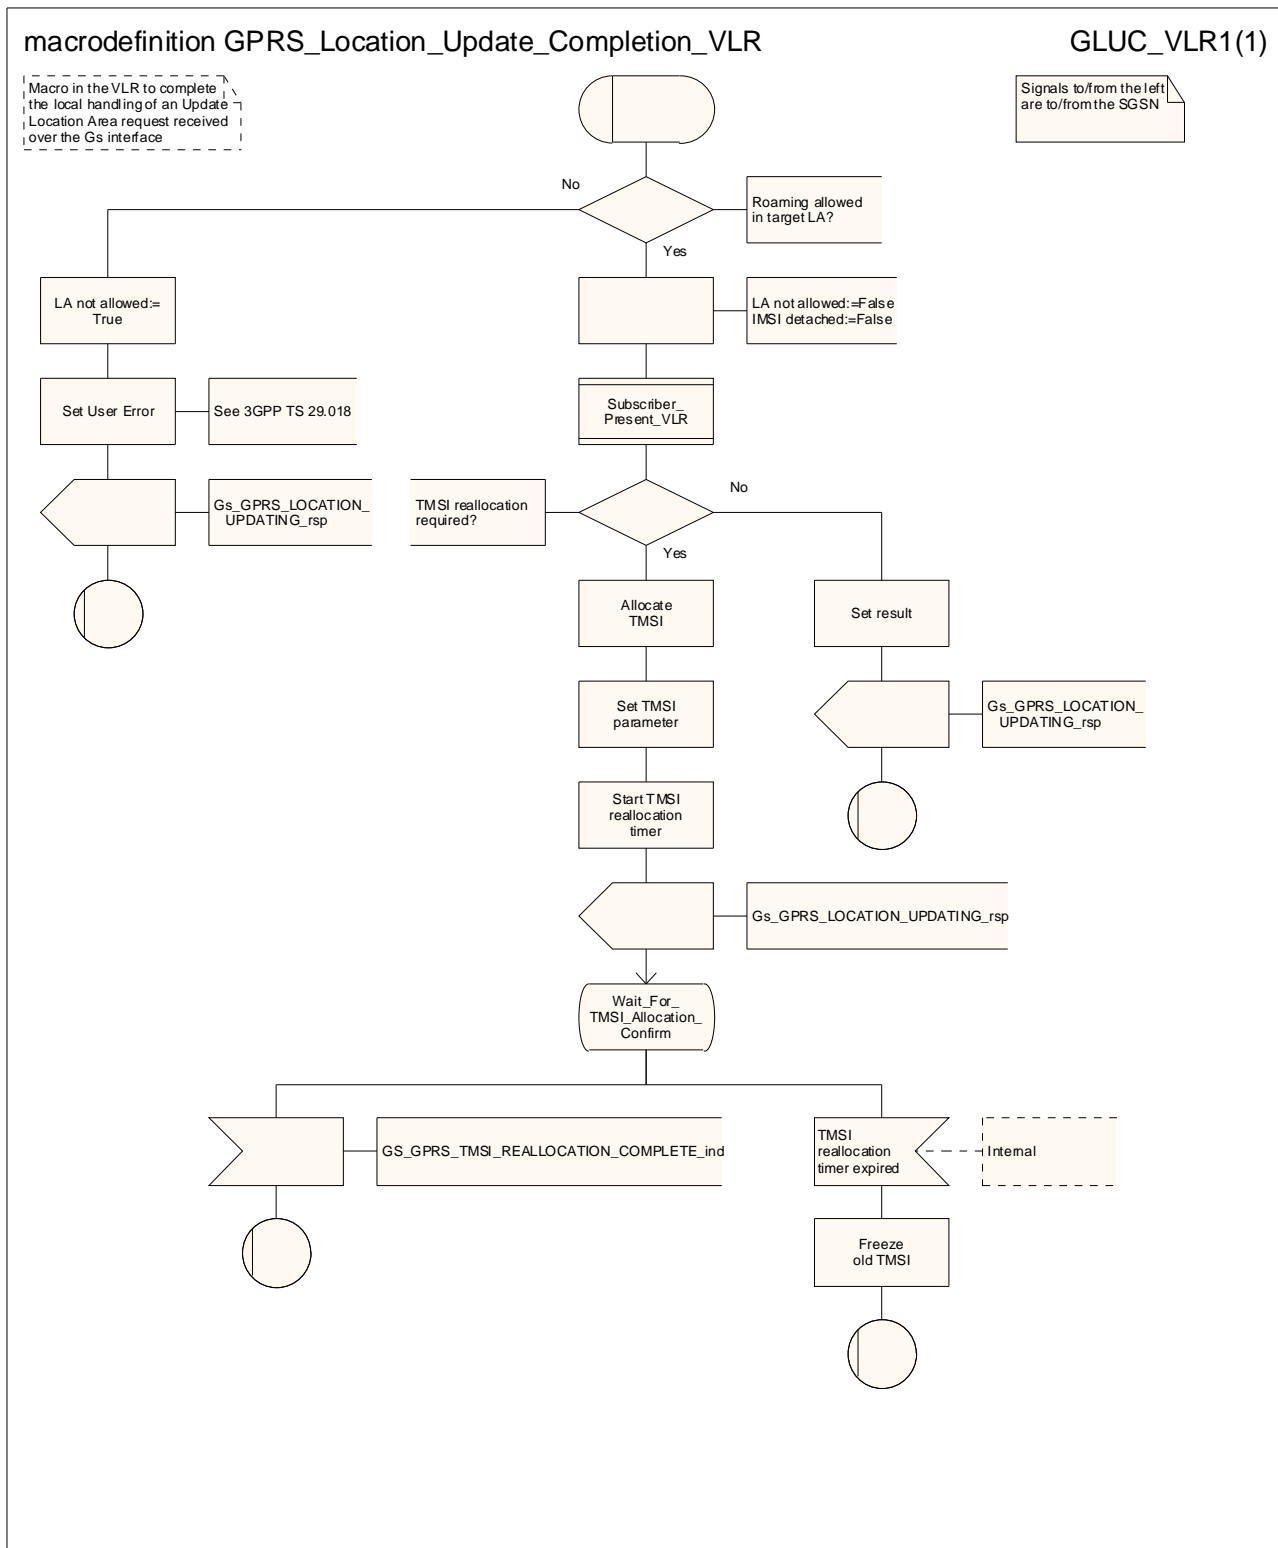 macrodefinition GPRS_Location_Update_Completion_VLR
GLUC_VLR1(1)
Macro in the VLR to complete
the local handling of an Update
Location Area request received
over the Gs interface
Signals to/from the left
are to/from the SGSN
No
Roaming allowed
in target LA?
Yes
LA not allowed:=
True
LA not allowed:=False
IMSI detached:=False
Set User Error
See 3GPP TS 29.018
Subscriber_
Present_VLR
Gs_GPRS_LOCATION_
UPDATING_rsp
TMSI reallocation
required?
No
Yes
Allocate
TMSI
Set result
Set TMSI
parameter
Gs_GPRS_LOCATION_
UPDATING_rsp
Start TMSI
reallocation
timer
Gs_GPRS_LOCATION_UPDATING_rsp
Wait_For_
TMSI_Allocation_
Confirm
GS_GPRS_TMSI_REALLOCATION_COMPLETE_ind
TMSI
reallocation
timer expired
Internal
Freeze
old TMSI